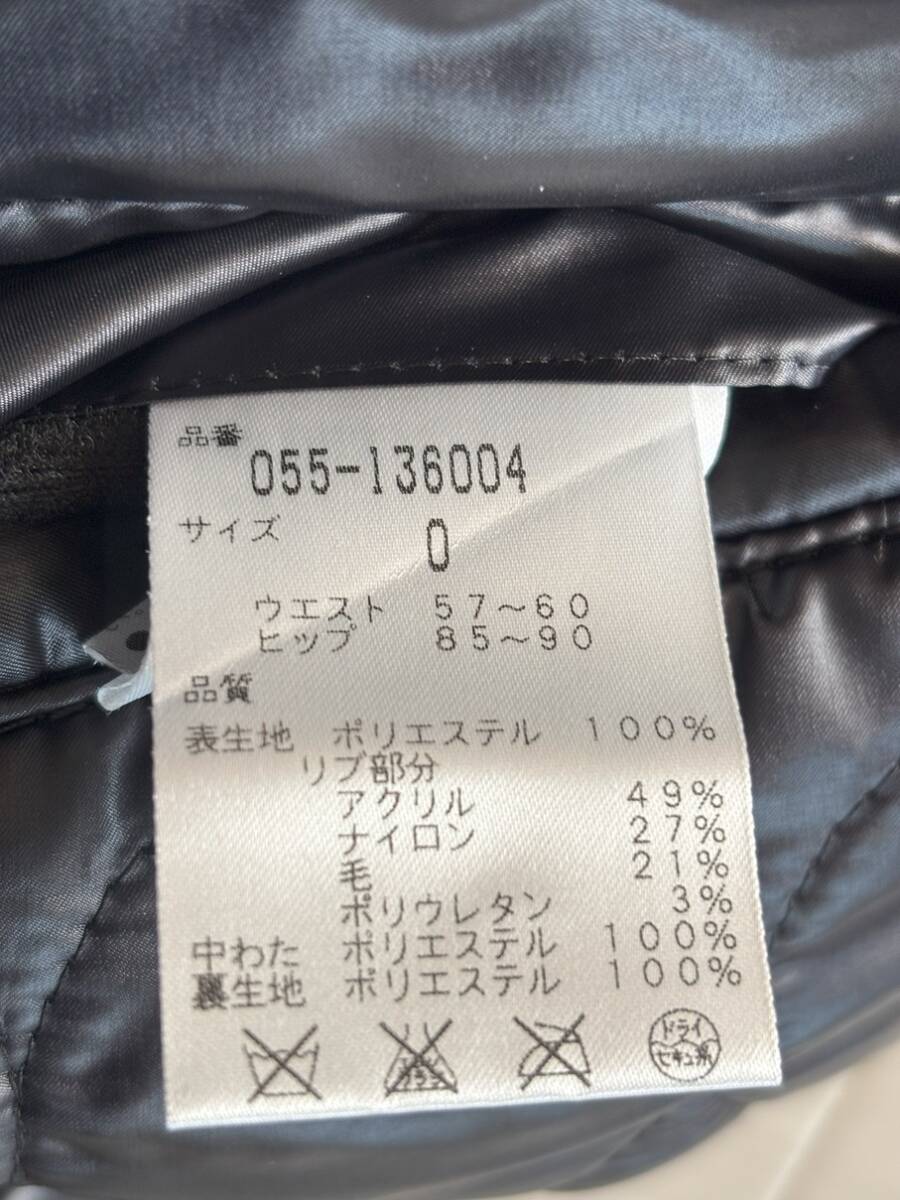 品番
055-136004
サイズ
0
ウエスト 57～60
ヒップ 85～90
品質
表生地 ポリエステル 100%
リブ部分
アクリル 49%
ナイロン 27%
毛 21%
ポリウレタン 3%
中わた ポリエステル 100%
裏生地 ポリエステル 100%
ドライ
セキユ系